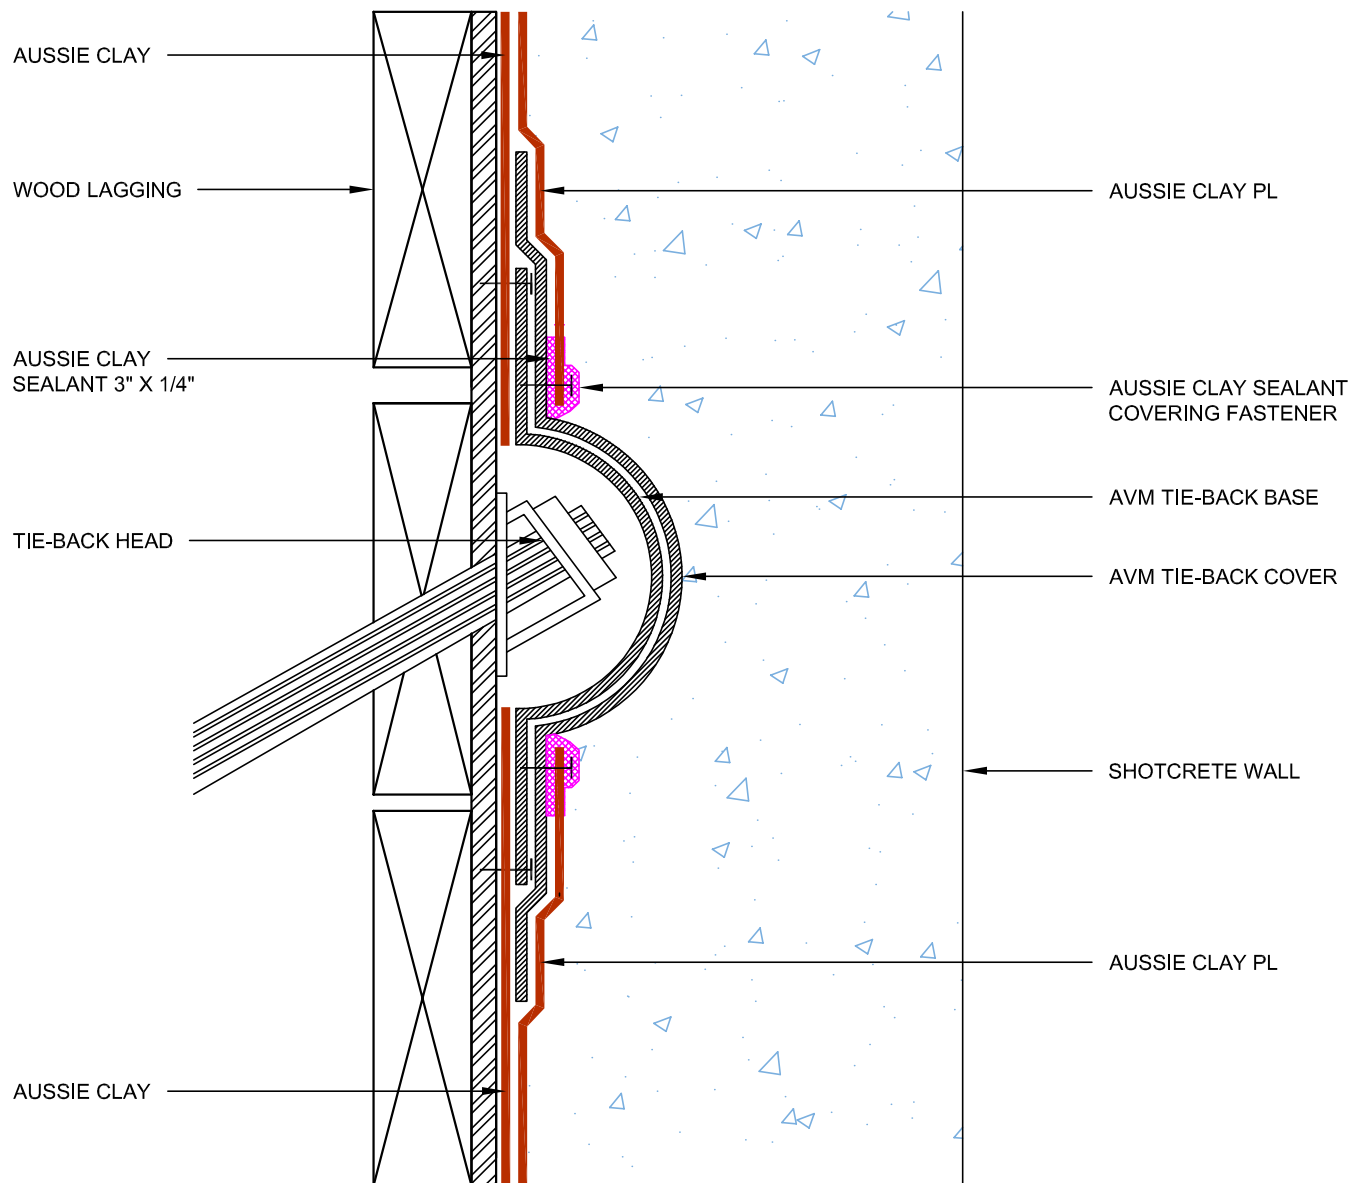 AUSSIE CLAY
WOOD LAGGING
AUSSIE CLAY
SEALANT 3" X 1/4"
TIE-BACK HEAD
AUSSIE CLAY
AUSSIE CLAY PL
AUSSIE CLAY SEALANT
COVERING FASTENER
AVM TIE-BACK BASE
AVM TIE-BACK COVER
SHOTCRETE WALL
AUSSIE CLAY PL